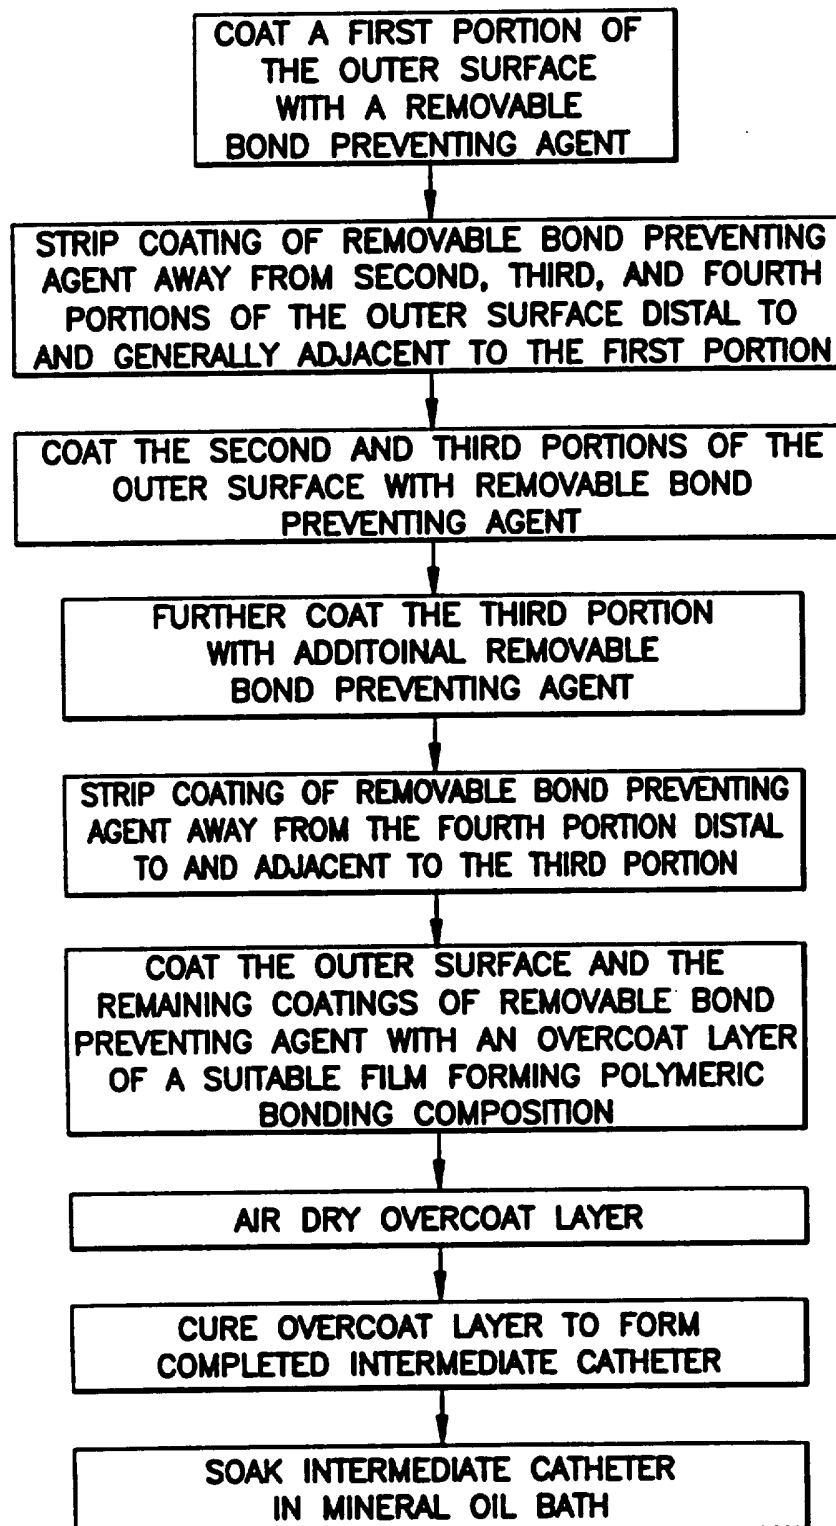 COAT A FIRST PORTION OF
THE OUTER SURFACE
WITH A REMOVABLE
BOND PREVENTING AGENT
STRIP COATING OF REMOVABLE BOND PREVENTING
AGENT AWAY FROM SECOND, THIRD, AND FOURTH
PORTIONS OF THE OUTER SURFACE DISTAL TO
AND GENERALLY ADJACENT TO THE FIRST PORTION
COAT THE SECOND AND THIRD PORTIONS OF THE
OUTER SURFACE WITH REMOVABLE BOND
PREVENTING AGENT
FURTHER COAT THE THIRD PORTION
WITH ADDITOINAL REMOVABLE
BOND PREVENTING AGENT
STRIP COATING OF REMOVABLE BOND PREVENTING
AGENT AWAY FROM THE FOURTH PORTION DISTAL
TO AND ADJACENT TO THE THIRD PORTION
COAT THE OUTER SURFACE AND THE
REMAINING COATINGS OF REMOVABLE BOND
PREVENTING AGENT WITH AN OVERCOAT LAYER
OF A SUITABLE FILM FORMING POLYMERIC
BONDING COMPOSITION
AIR DRY OVERCOAT LAYER
CURE OVERCOAT LAYER TO FORM
COMPLETED INTERMEDIATE CATHETER
SOAK INTERMEDIATE CATHETER
IN MINERAL OIL BATH